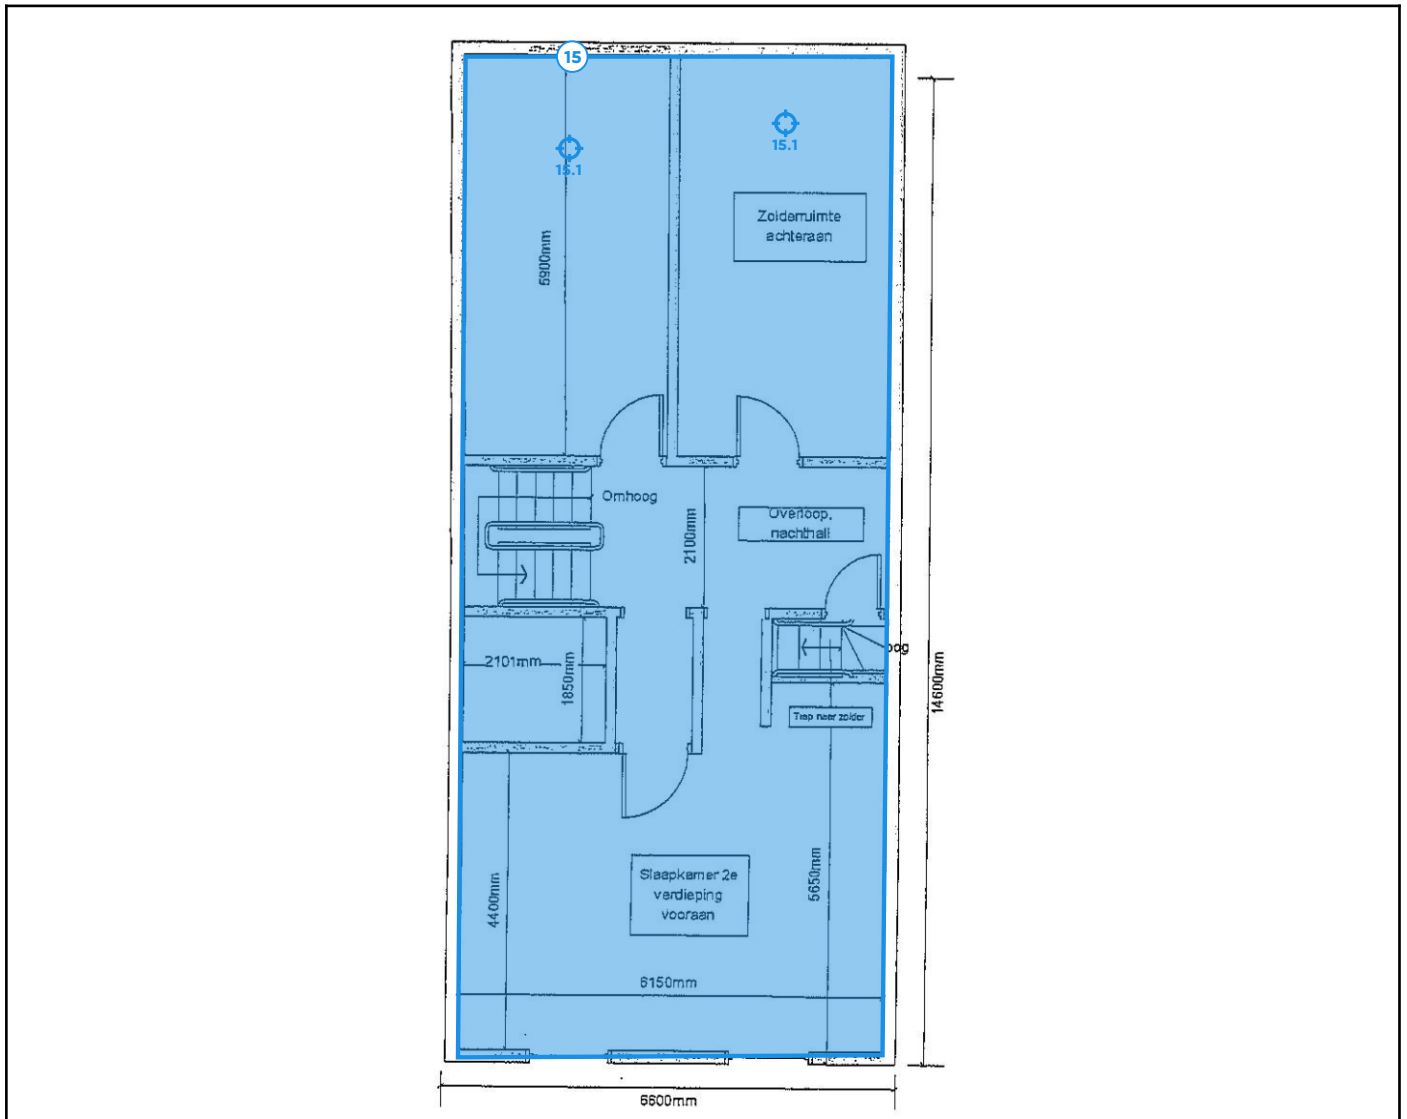 15
15.1
15.1
Zolderruimte
achteraan
5900mm
Omhoog
Overloop,
nachthall
2100mm
2101mm
1850mm
Trap naar zolder
14600mm
Slaapkamer 2e
verdieping
vooraan
4400mm
5650mm
6150mm
6600mm